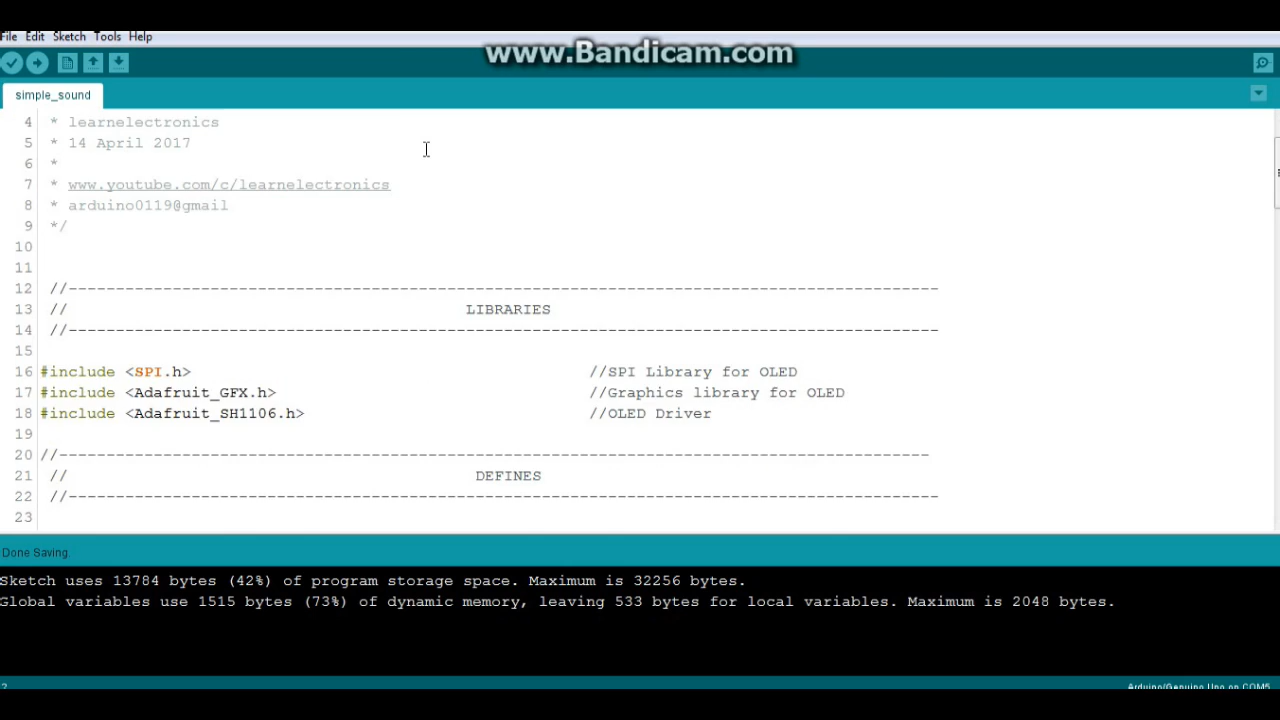 File Edit Sketch Tools Help
www.Bandicam.com
simple_sound
4 * learnelectronics
5 * 14 April 2017
6 *
7 * www.youtube.com/c/learnelectronics
8 * arduino0119@gmail
9 */
10
11
12 //--------------------------------------------------------------------------------------------
13 // LIBRARIES
14 //--------------------------------------------------------------------------------------------
15
16 #include <SPI.h> //SPI Library for OLED
17 #include <Adafruit_GFX.h> //Graphics library for OLED
18 #include <Adafruit_SH1106.h> //OLED Driver
19
20 //--------------------------------------------------------------------------------------------
21 // DEFINES
22 //--------------------------------------------------------------------------------------------
23
Done Saving.
Sketch uses 13784 bytes (42%) of program storage space. Maximum is 32256 bytes.
Global variables use 1515 bytes (73%) of dynamic memory, leaving 533 bytes for local variables. Maximum is 2048 bytes.
2 Arduino/Genuino Uno on COM5